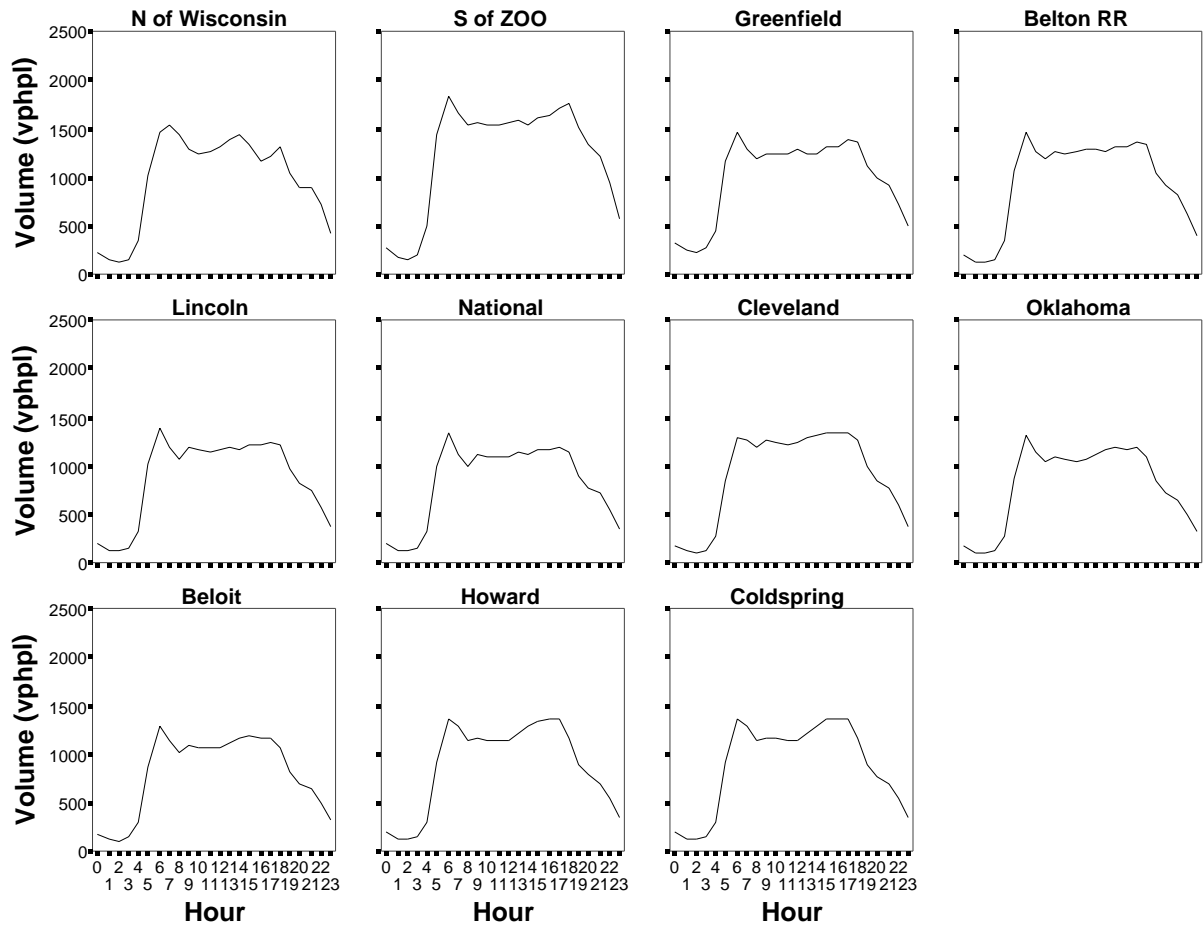 N of Wisconsin
S of ZOO
Greenfield
Belton RR
Volume (vphpl)
2500
2000
1500
1000
500
0
Lincoln
National
Cleveland
Oklahoma
Volume (vphpl)
2500
2000
1500
1000
500
0
Beloit
Howard
Coldspring
Volume (vphpl)
2500
2000
1500
1000
500
0
0 2 4 6 8 10 12 14 16 18 20 22
1 3 5 7 9 11 13 15 17 19 21 23
Hour
0 2 4 6 8 10 12 14 16 18 20 22
1 3 5 7 9 11 13 15 17 19 21 23
Hour
0 2 4 6 8 10 12 14 16 18 20 22
1 3 5 7 9 11 13 15 17 19 21 23
Hour